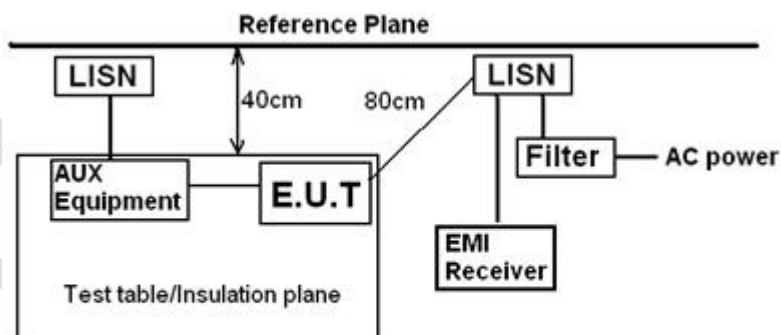 Reference Plane
LISN
LISN
40cm
80cm
Filter
AC power
AUX
Equipment
E.U.T
EMI
Receiver
Test table/Insulation plane